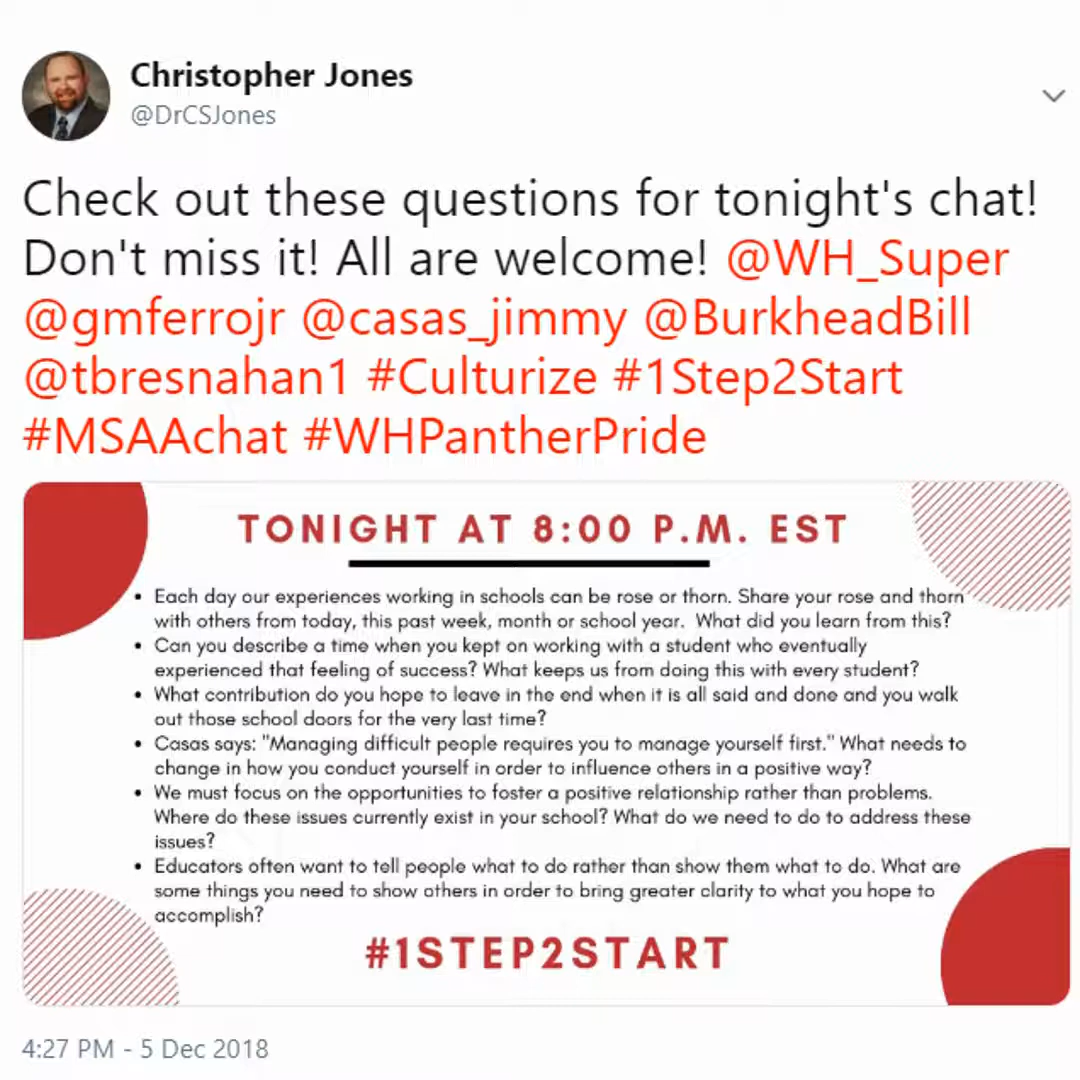 Christopher Jones
@DrCSJones
Check out these questions for tonight's chat!
Don't miss it! All are welcome! @WH_Super
@gmferrojr @casas_jimmy @BurkheadBill
@tbresnahan1 #Culturize #1Step2Start
#MSAAchat #WHPantherPride
TONIGHT AT 8:00 P.M. EST
• Each day our experiences working in schools can be rose or thorn. Share your rose and thorn
with others from today, this past week, month or school year. What did you learn from this?
• Can you describe a time when you kept on working with a student who eventually
experienced that feeling of success? What keeps us from doing this with every student?
• What contribution do you hope to leave in the end when it is all said and done and you walk
out those school doors for the very last time?
• Casas says: "Managing difficult people requires you to manage yourself first." What needs to
change in how you conduct yourself in order to influence others in a positive way?
• We must focus on the opportunities to foster a positive relationship rather than problems.
Where do these issues currently exist in your school? What do we need to do to address these
issues?
• Educators often want to tell people what to do rather than show them what to do. What are
some things you need to show others in order to bring greater clarity to what you hope to
accomplish?
#1STEP2START
4:27 PM - 5 Dec 2018